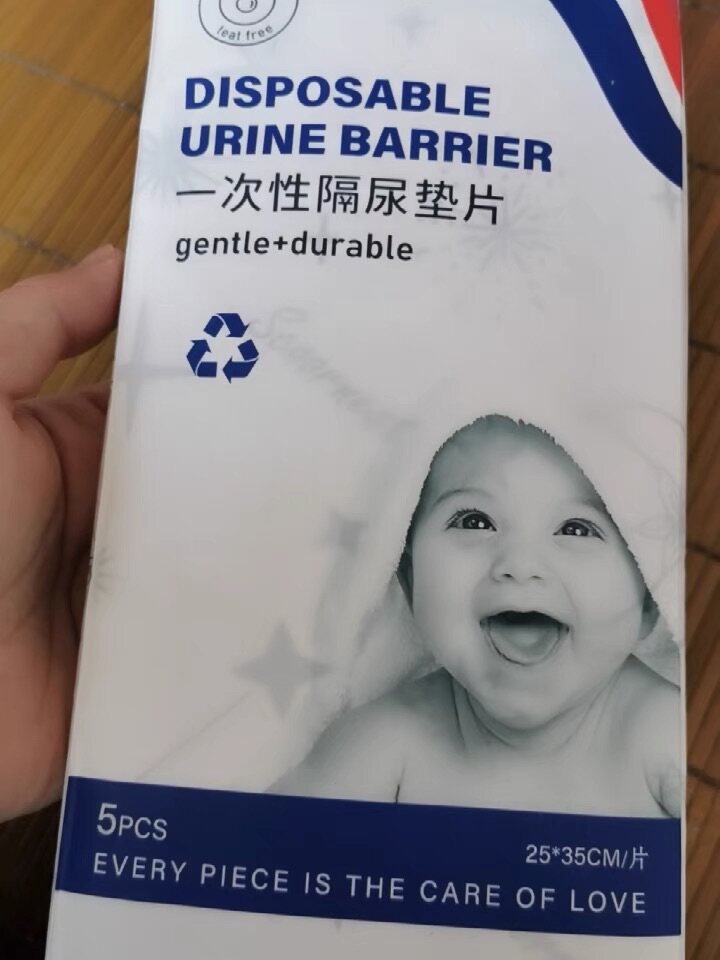 leat free
DISPOSABLE
URINE BARRIER
一次性隔尿垫片
gentle+durable
5PCS
25*35CM/片
EVERY PIECE IS THE CARE OF LOVE